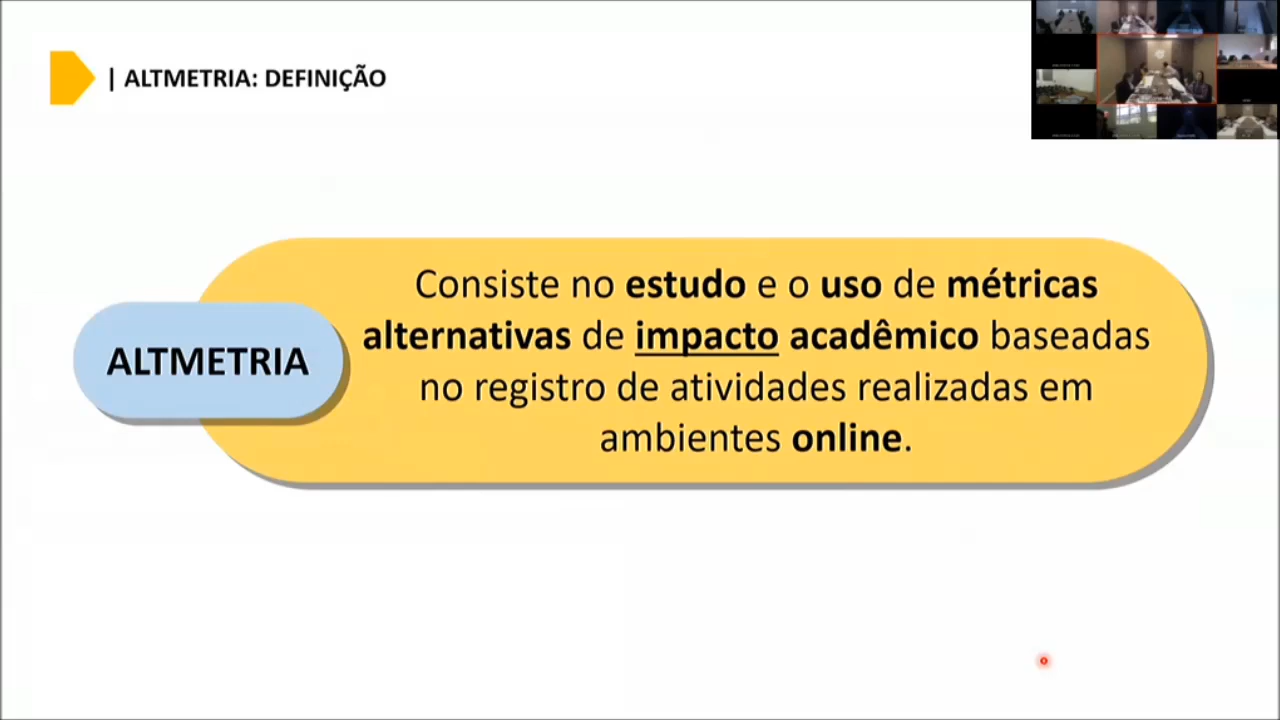 | ALTMETRIA: DEFINIÇÃO
Consiste no estudo e o uso de métricas
alternativas de impacto acadêmico baseadas
no registro de atividades realizadas em
ambientes online.
ALTMETRIA